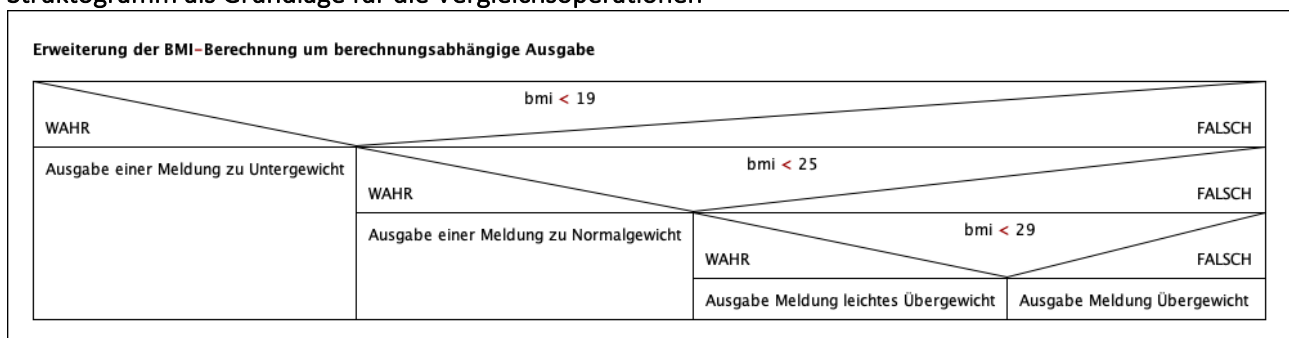 Struktogramm als Grundlage für die Vergleichsoperationen
Erweiterung der BMI-Berechnung um berechnungsabhängige Ausgabe
bmi < 19
WAHR
FALSCH
Ausgabe einer Meldung zu Untergewicht
bmi < 25
WAHR
FALSCH
Ausgabe einer Meldung zu Normalgewicht
bmi < 29
WAHR
FALSCH
Ausgabe Meldung leichtes Übergewicht
Ausgabe Meldung Übergewicht